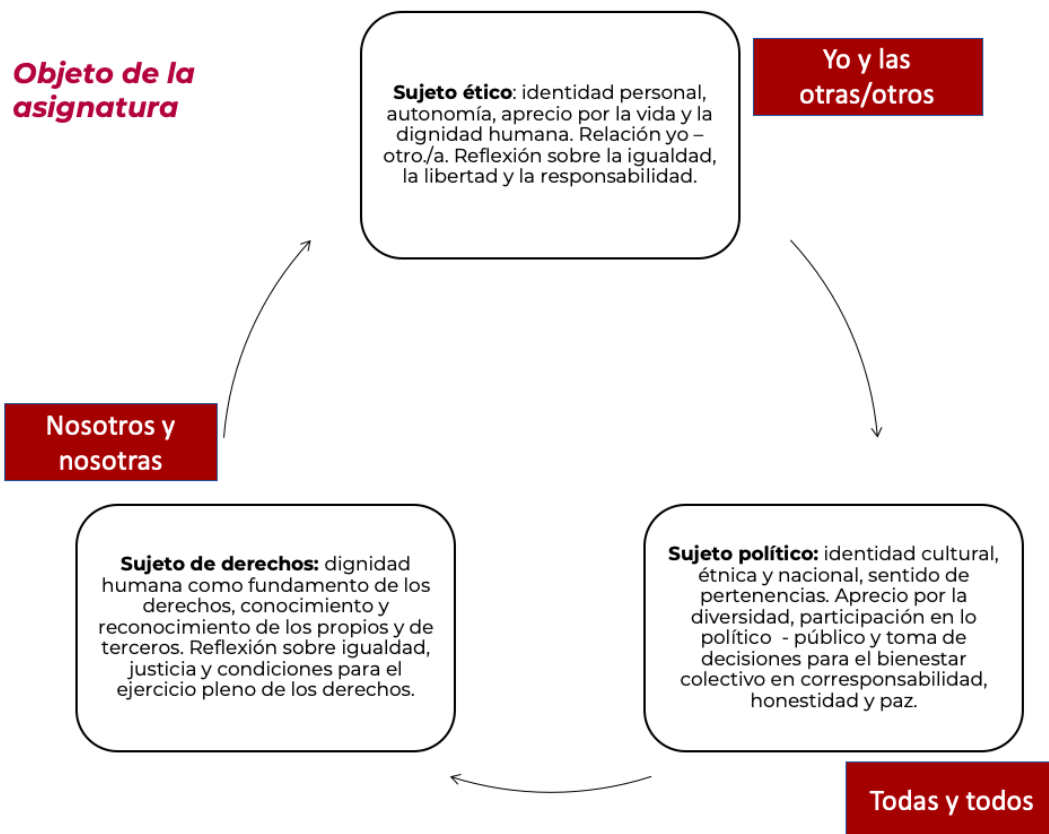 Objeto de la
asignatura
Sujeto ético: identidad personal,
autonomía, aprecio por la vida y la
dignidad humana. Relación yo –
otro./a. Reflexión sobre la igualdad,
la libertad y la responsabilidad.
Yo y las
otras/otros
Nosotros y
nosotras
Sujeto de derechos: dignidad
humana como fundamento de los
derechos, conocimiento y
reconocimiento de los propios y de
terceros. Reflexión sobre igualdad,
justicia y condiciones para el
ejercicio pleno de los derechos.
Sujeto político: identidad cultural,
étnica y nacional, sentido de
pertenencias. Aprecio por la
diversidad, participación en lo
político - público y toma de
decisiones para el bienestar
colectivo en corresponsabilidad,
honestidad y paz.
Todas y todos